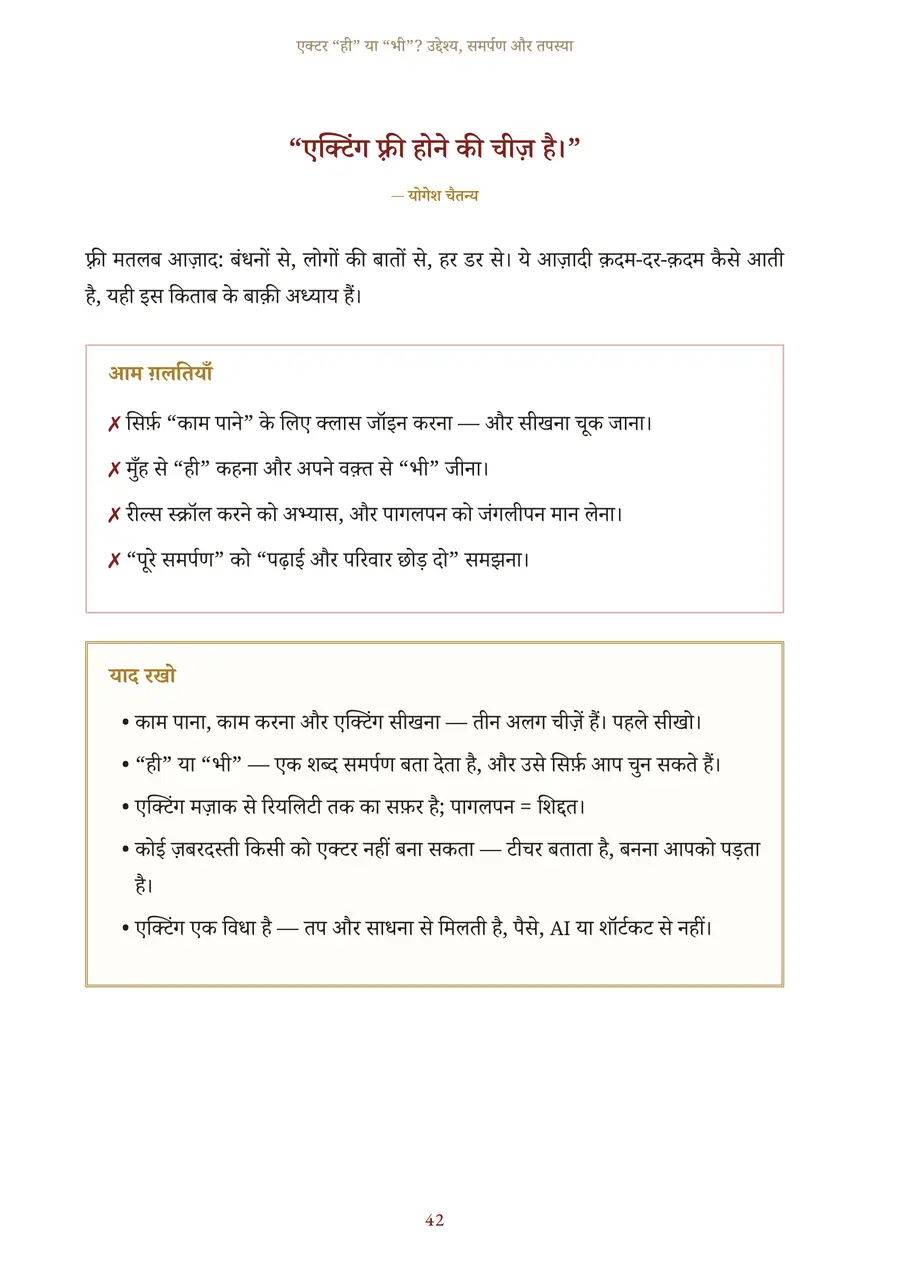 एक्टर “ही” या “भी”? उद्देश्य, समर्पण और तपस्या
“एक्टिंग फ़्री होने की चीज़ है।”
— योगेश चैतन्य
फ़्री मतलब आज़ाद: बंधनों से, लोगों की बातों से, हर डर से। ये आज़ादी क़दम-दर-क़दम कैसे आती
है, यही इस किताब के बाक़ी अध्याय हैं।
आम ग़लतियाँ
✗ सिर्फ़ “काम पाने” के लिए क्लास जॉइन करना — और सीखना चूक जाना।
✗ मुँह से “ही” कहना और अपने वक़्त से “भी” जीना।
✗ रील्स स्क्रॉल करने को अभ्यास, और पागलपन को जंगलीपन मान लेना।
✗ “पूरे समर्पण” को “पढ़ाई और परिवार छोड़ दो” समझना।
याद रखो
• काम पाना, काम करना और एक्टिंग सीखना — तीन अलग चीज़ें हैं। पहले सीखो।
• “ही” या “भी” — एक शब्द समर्पण बता देता है, और उसे सिर्फ़ आप चुन सकते हैं।
• एक्टिंग मज़ाक से रियलिटी तक का सफ़र है; पागलपन = शिद्दत।
• कोई ज़बरदस्ती किसी को एक्टर नहीं बना सकता — टीचर बताता है, बनना आपको पड़ता
है।
• एक्टिंग एक विधा है — तप और साधना से मिलती है, पैसे, AI या शॉर्टकट से नहीं।
42